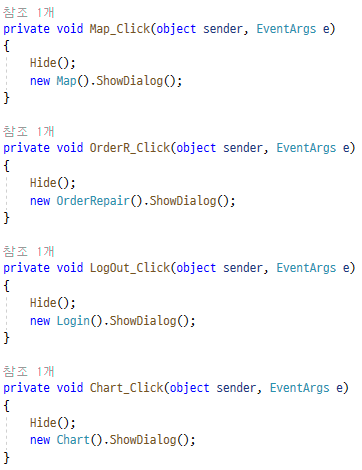 참조 1개
private void Map_Click(object sender, EventArgs e)
{
    Hide();
    new Map().ShowDialog();
}
참조 1개
private void OrderR_Click(object sender, EventArgs e)
{
    Hide();
    new OrderRepair().ShowDialog();
}
참조 1개
private void LogOut_Click(object sender, EventArgs e)
{
    Hide();
    new Login().ShowDialog();
}
참조 1개
private void Chart_Click(object sender, EventArgs e)
{
    Hide();
    new Chart().ShowDialog();
}